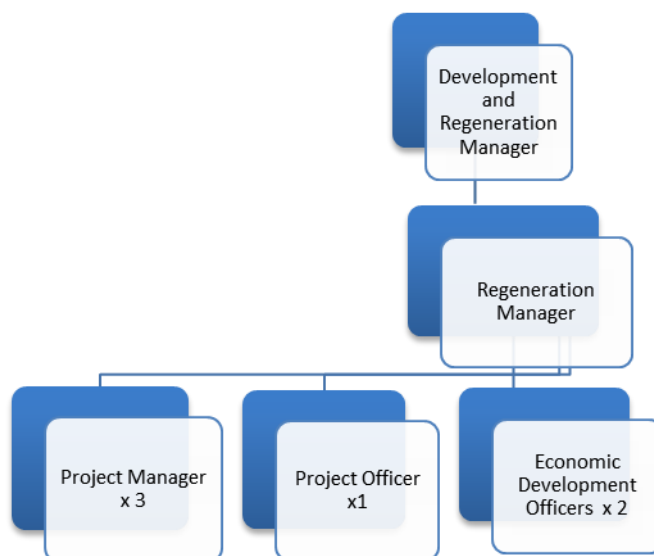 Development
and
Regeneration
Manager
Regeneration
Manager
Project Manager
x 3
Project Officer
x1
Economic
Development
Officers x 2